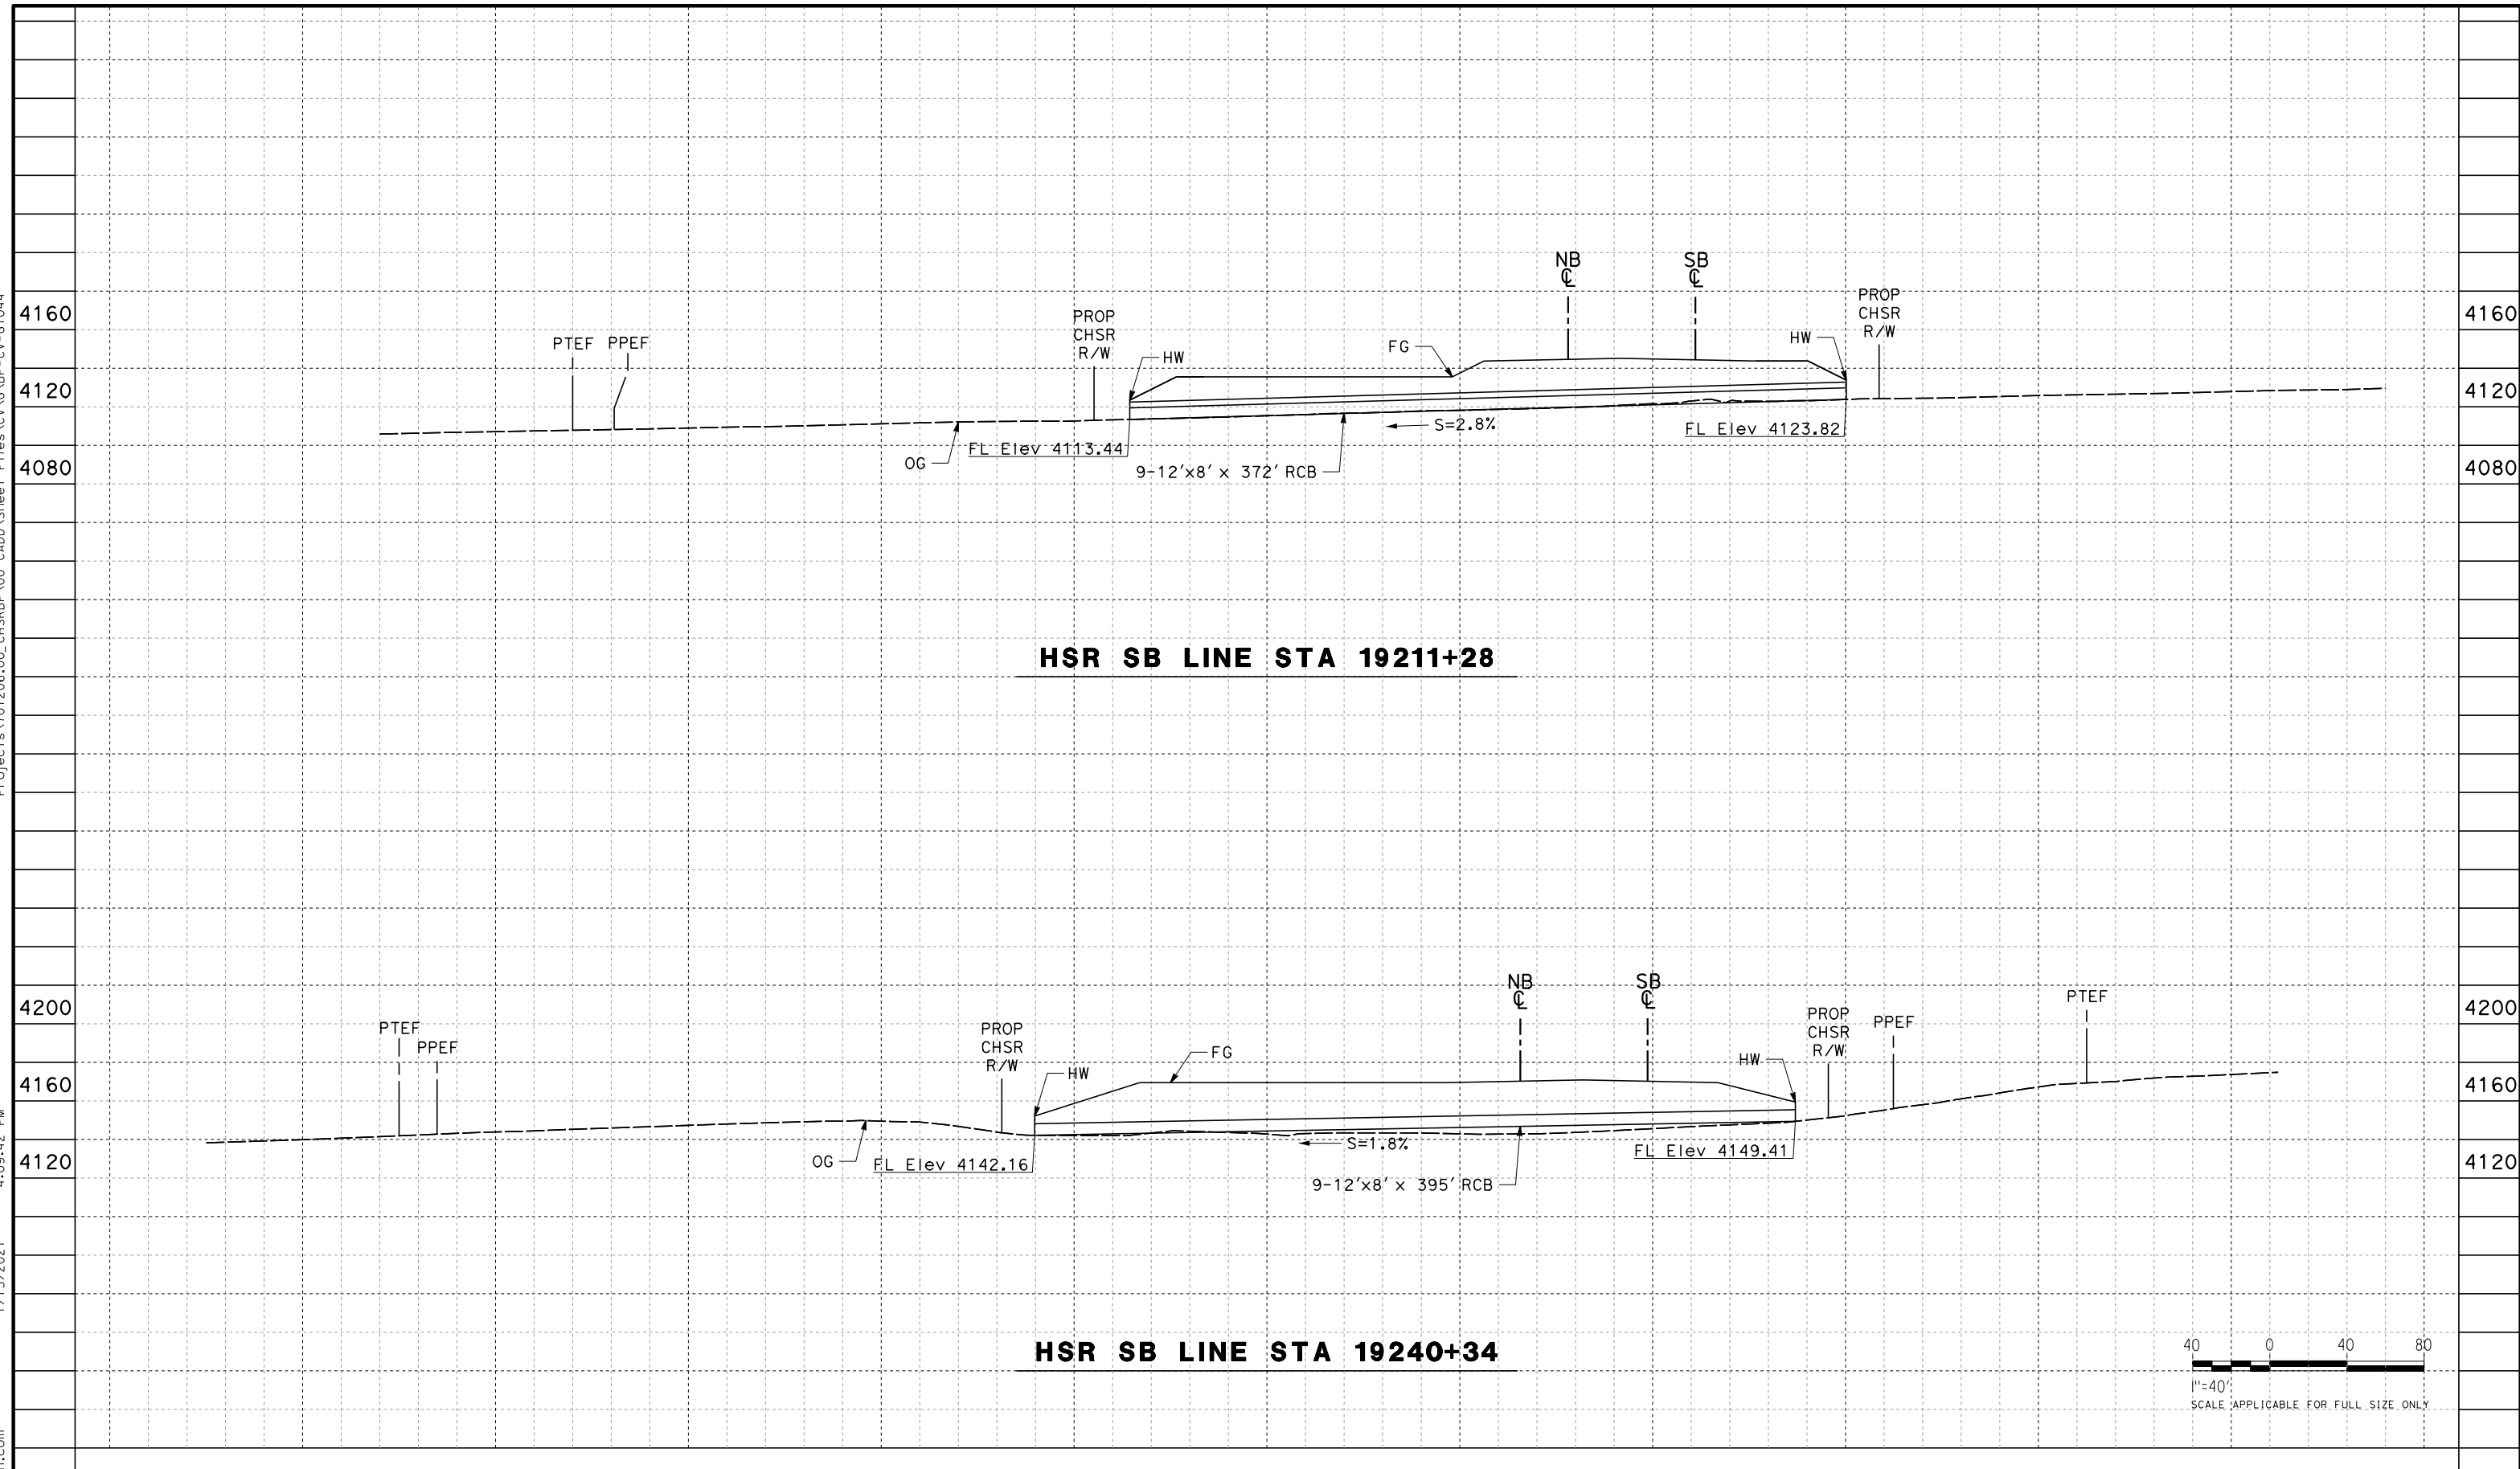 NB
℄
SB
℄
PROP
CHSR
R/W
4160
4160
PROP
CHSR
R/W
HW
PTEF
PPEF
FG
HW
4120
4120
S=2.8%
FL Elev 4123.82
FL Elev 4113.44
OG
4080
4080
9-12'x8' x 372' RCB
HSR SB LINE STA 19211+28
NB
℄
SB
℄
PTEF
4200
4200
PROP
CHSR
R/W
PPEF
PTEF
PROP
CHSR
R/W
PPEF
FG
HW
HW
4160
4160
S=1.8%
FL Elev 4149.41
OG
FL Elev 4142.16
4120
4120
9-12'x8' x 395' RCB
HSR SB LINE STA 19240+34
40 0 40 80
1"=40'
SCALE APPLICABLE FOR FULL SIZE ONLY